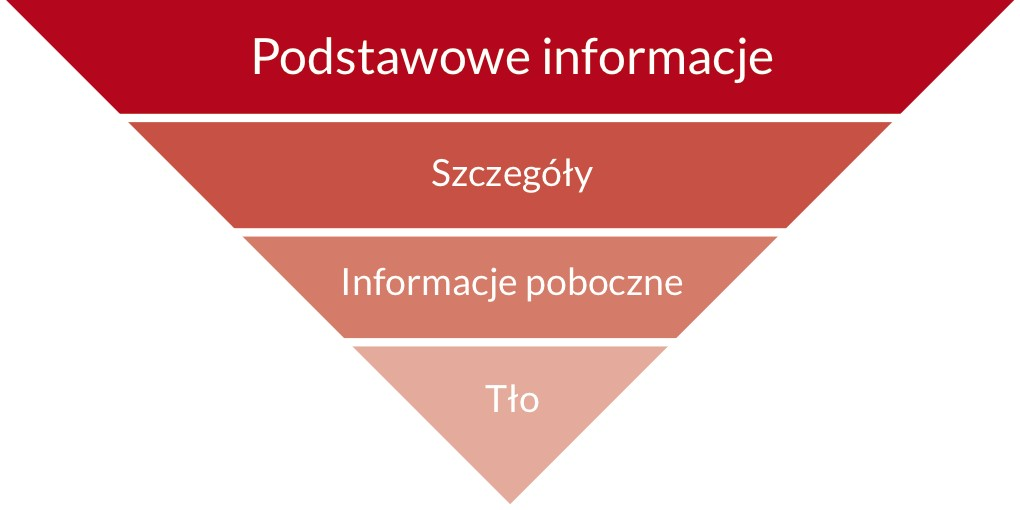 Podstawowe informacje
Szczegóły
Informacje poboczne
Tło